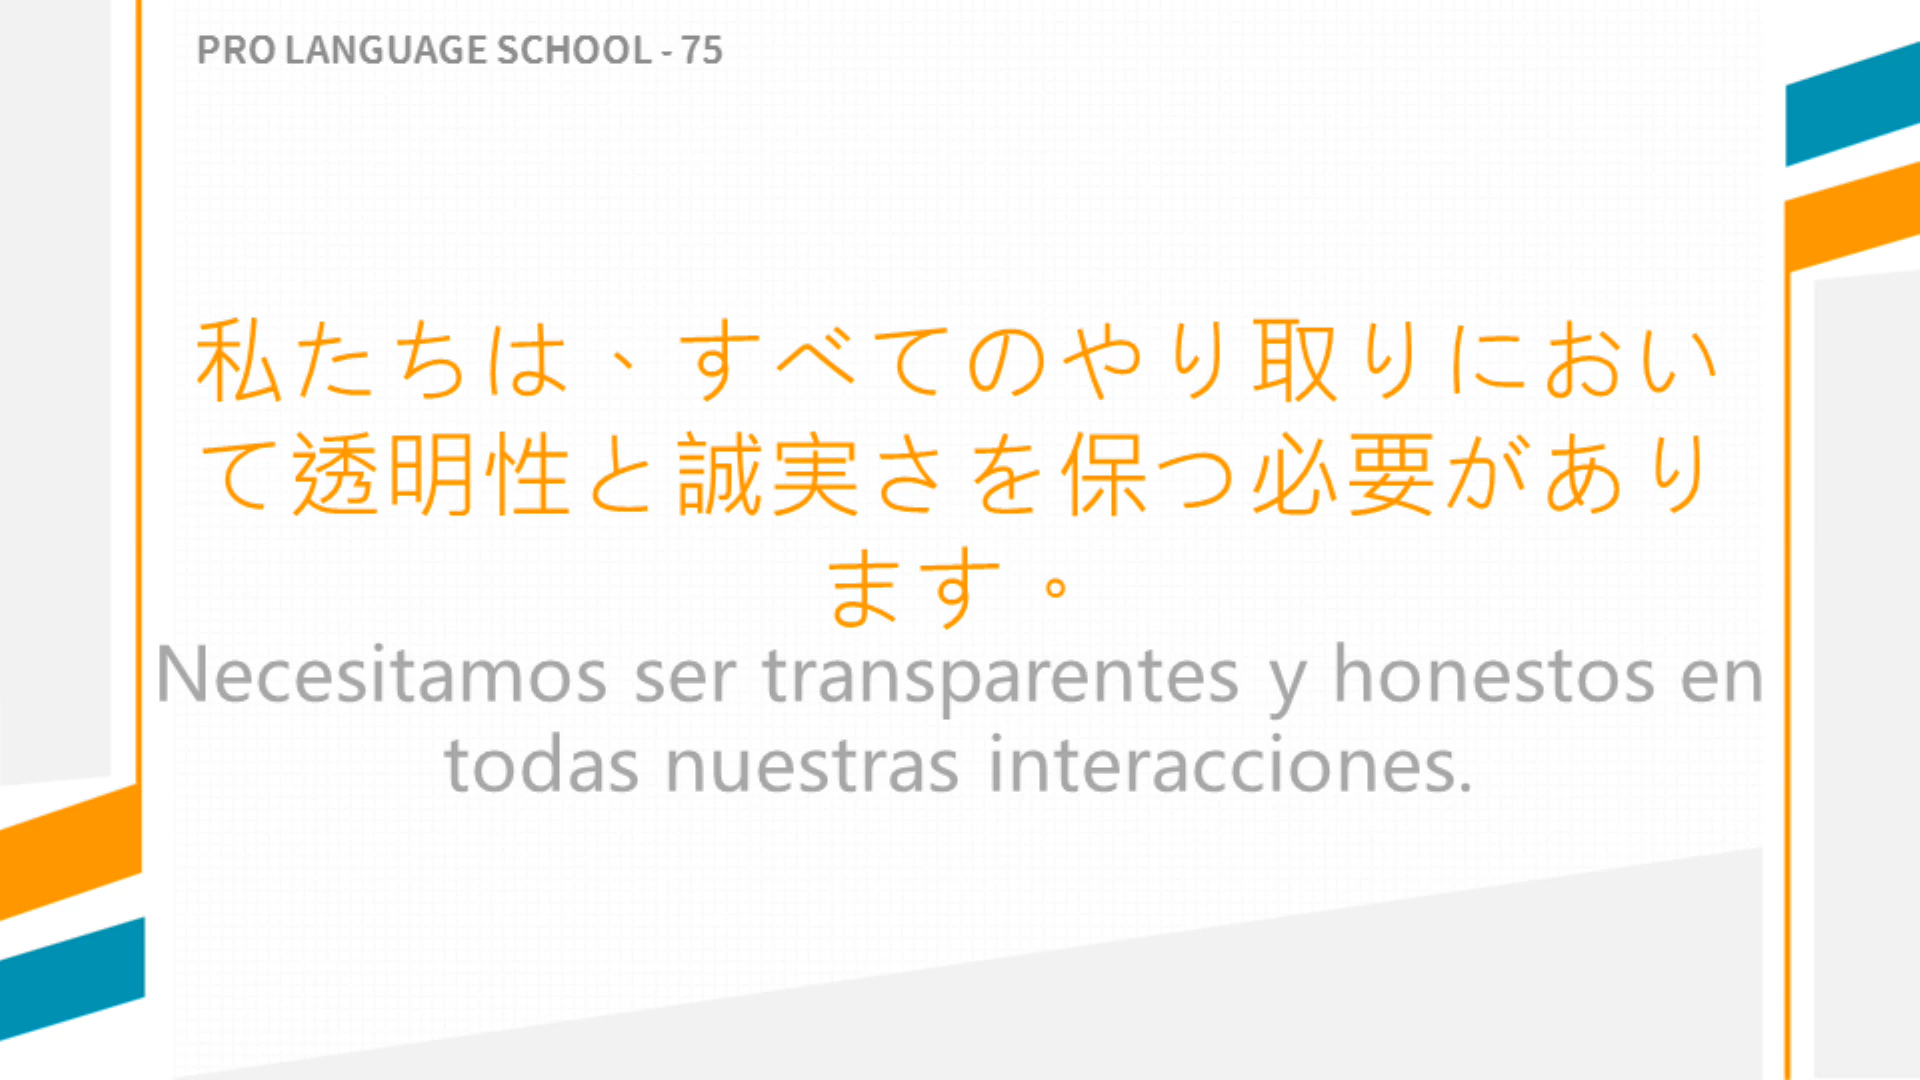 PRO LANGUAGE SCHOOL - 75
私たちは、すべてのやり取りにおい
て透明性と誠実さを保つ必要があり
ます。
Necesitamos ser transparentes y honestos en
todas nuestras interacciones.